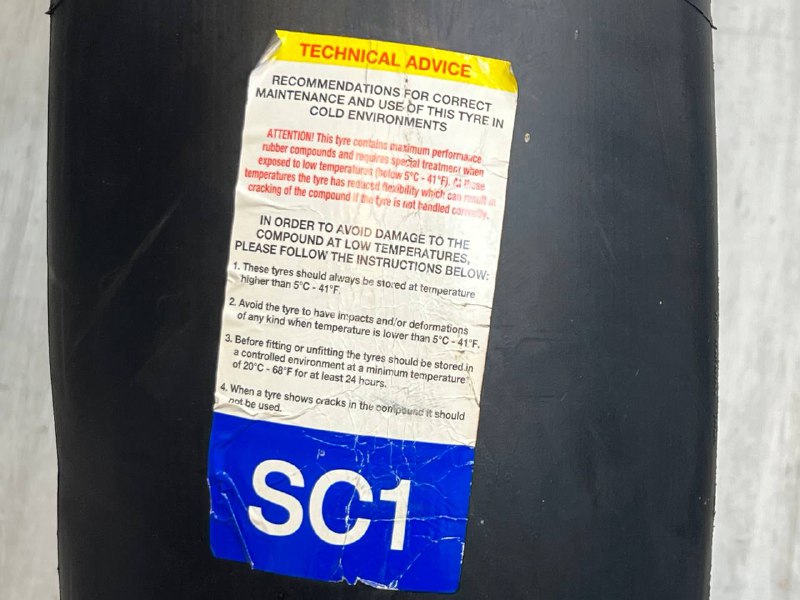 TECHNICAL ADVICE
RECOMMENDATIONS FOR CORRECT
MAINTENANCE AND USE OF THIS TYRE IN
COLD ENVIRONMENTS
ATTENTION! This tyre contains maximum performance
rubber compounds and requires special treatment when
exposed to low temperatures (below 5°C - 41°F). At these
temperatures the tyre has reduced flexibility which can result in
cracking of the compound if the tyre is not handled correctly.
IN ORDER TO AVOID DAMAGE TO THE
COMPOUND AT LOW TEMPERATURES,
PLEASE FOLLOW THE INSTRUCTIONS BELOW:
1. These tyres should always be stored at temperature
higher than 5°C - 41°F.
2. Avoid the tyre to have impacts and/or deformations
of any kind when temperature is lower than 5°C - 41°F.
3. Before fitting or unfitting the tyres should be stored in
a controlled environment at a minimum temperature
of 20°C - 68°F for at least 24 hours.
4. When a tyre shows cracks in the compound it should
not be used.
SC1